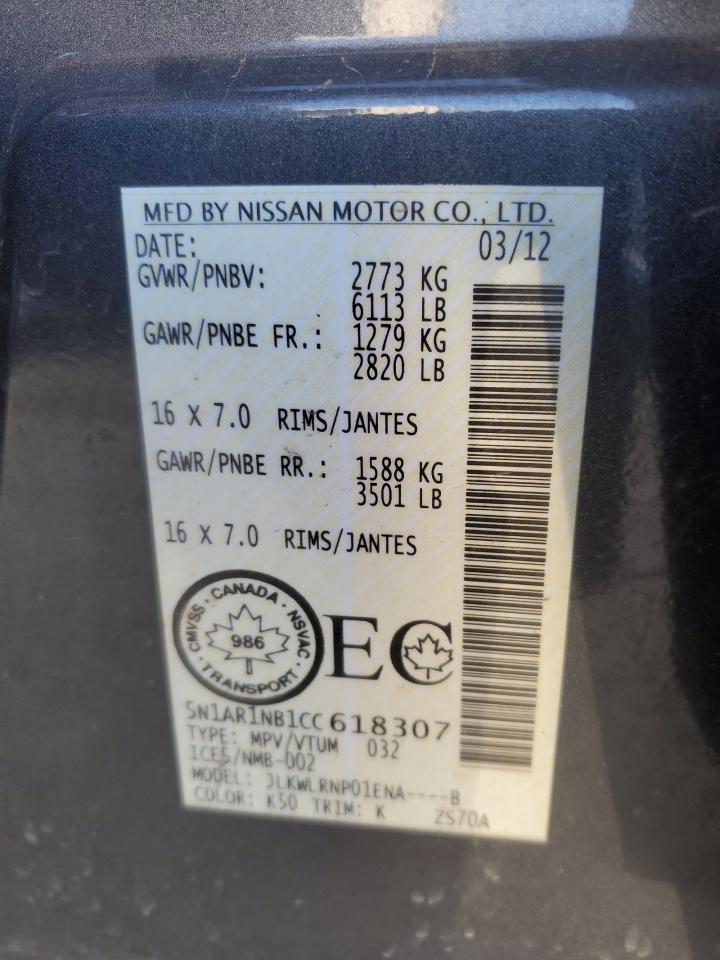 MFD BY NISSAN MOTOR CO., LTD.
DATE: 03/12
GVWR/PNBV: 2773 KG
6113 LB
GAWR/PNBE FR.: 1279 KG
2820 LB
16 X 7.0 RIMS/JANTES
GAWR/PNBE RR.: 1588 KG
3501 LB
16 X 7.0 RIMS/JANTES
CMVSS · CANADA · NSVAC
986
TRANSPORT
EC
5N1AR1NB1CC618307
TYPE: MPV/VTUM 032
ICES/NMB-002
MODEL: JLKWLRNP01ENA----B
COLOR: K50 TRIM: K ZS70A